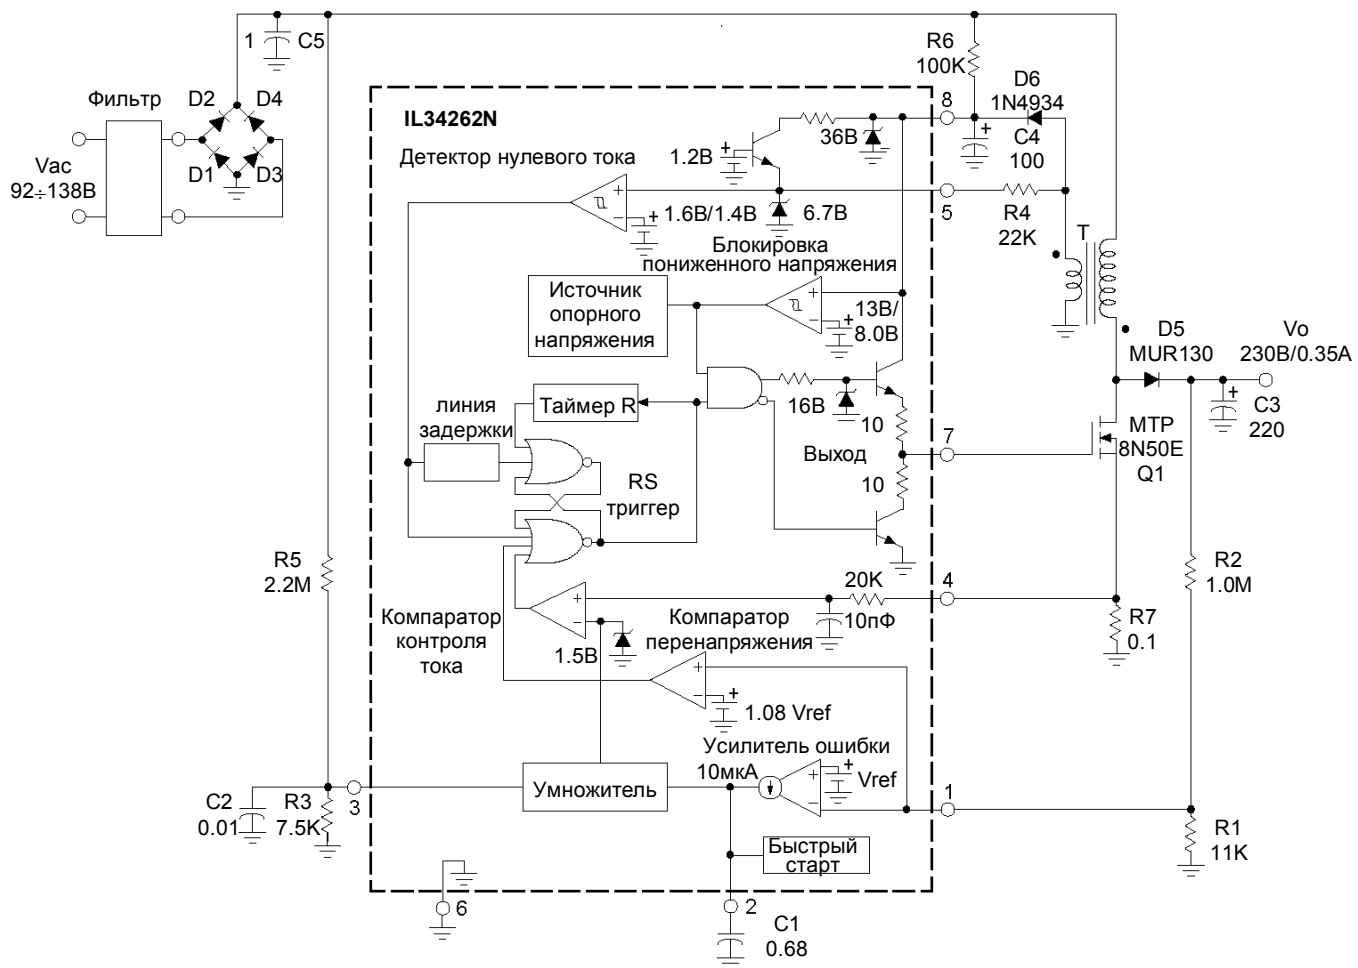 1
C5
R6
100K
D6
1N4934
Фильтр
D2
D4
IL34262N
8
36В
C4
100
1.2В
Детектор нулевого тока
Vac
92÷138В
D1
D3
1.6В/1.4В
6.7В
5
R4
22K
T
Блокировка
пониженного напряжения
Источник
опорного
напряжения
13В/
8.0В
D5
MUR130
Vo
230В/0.35А
линия
задержки
Таймер R
16В
10
C3
220
7
MTP
8N50E
Q1
Выход
RS
триггер
10
R5
2.2M
20K
4
R2
1.0M
Компаратор
контроля
тока
Компаратор
перенапряжения
10пФ
1.5В
R7
0.1
1.08 Vref
Усилитель ошибки
10мкА
Vref
Умножитель
1
C2
0.01
R3
7.5K
3
R1
11K
Быстрый
старт
6
2
C1
0.68